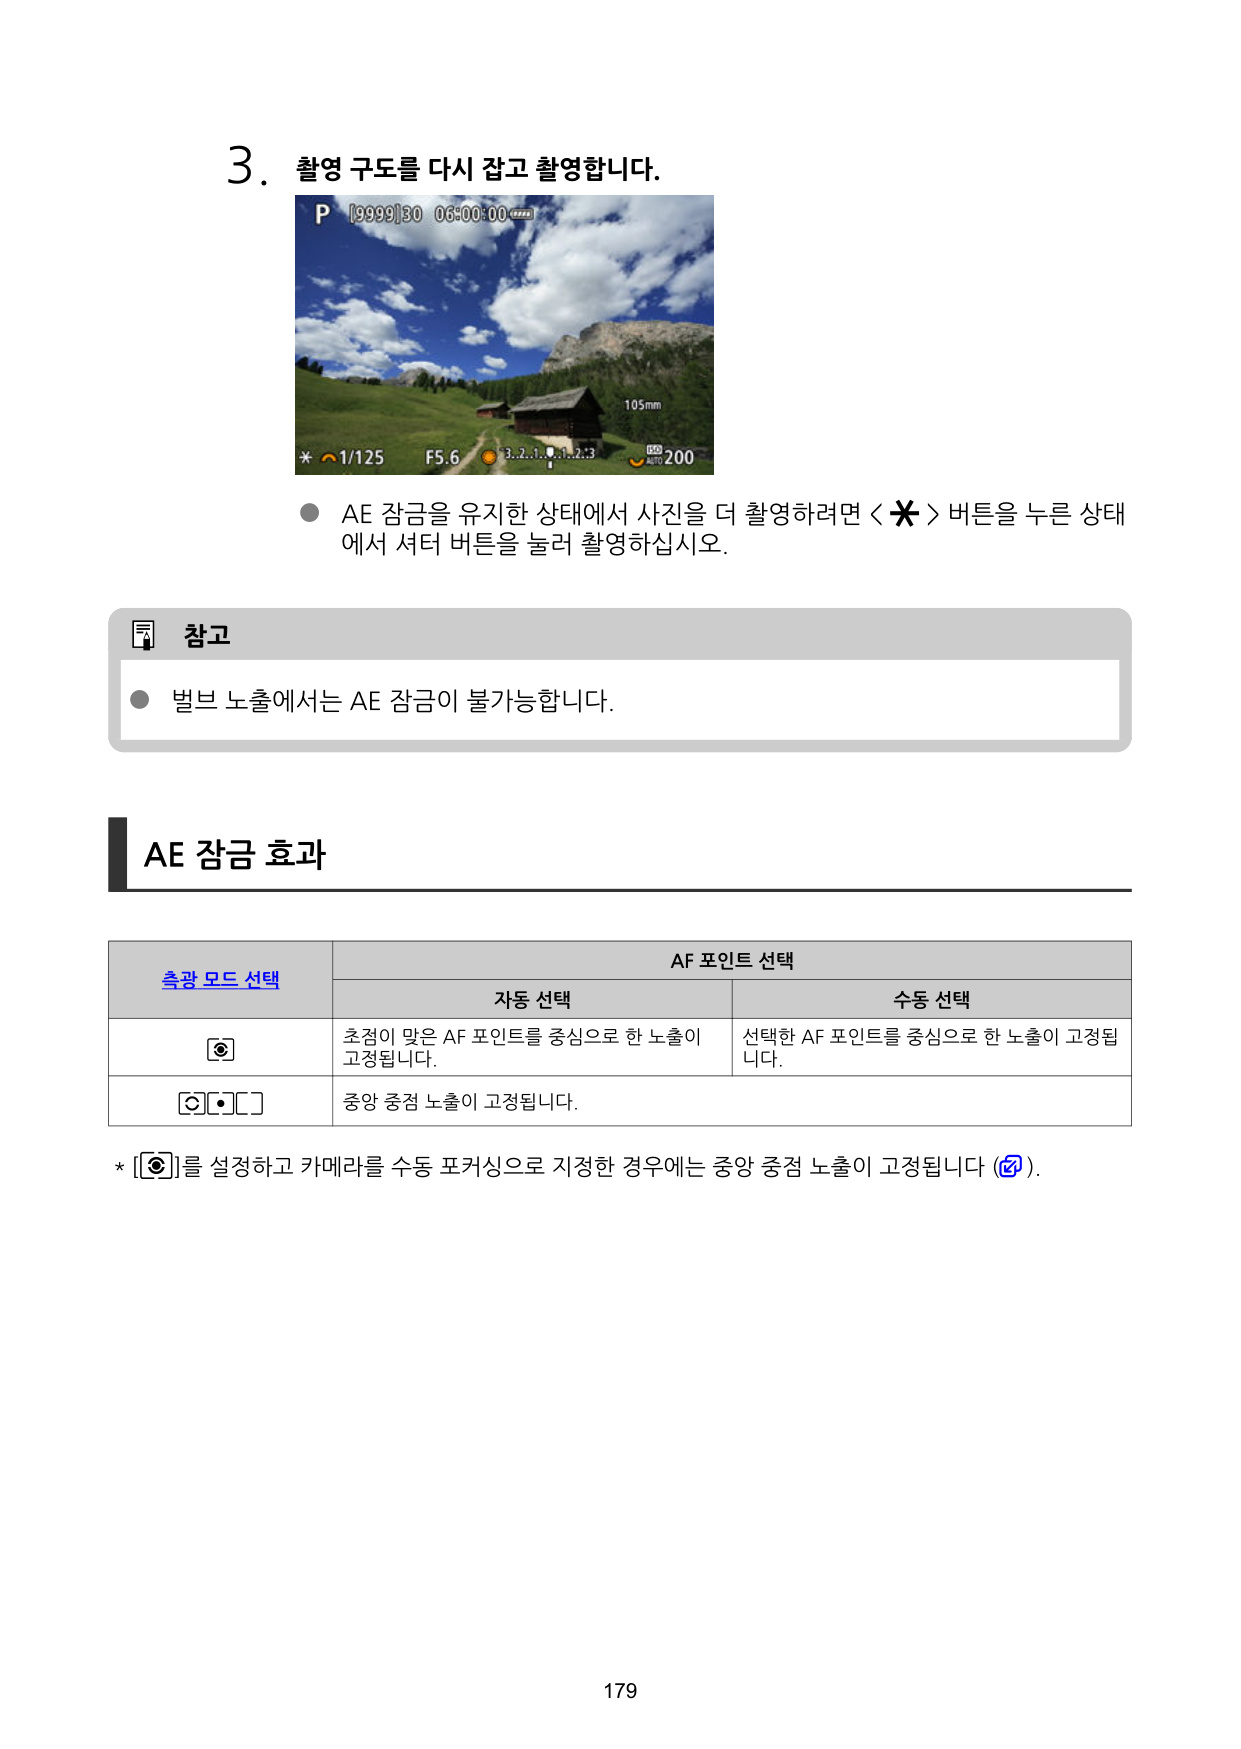 3. 촬영 구도를 다시 잡고 촬영합니다.
P [9999]30 06:00:00
105mm
* 1/125 F5.6 3..2..1..0..1..2..3 ISO AUTO 200
● AE 잠금을 유지한 상태에서 사진을 더 촬영하려면 < * > 버튼을 누른 상태
에서 셔터 버튼을 눌러 촬영하십시오.
참고
● 벌브 노출에서는 AE 잠금이 불가능합니다.
AE 잠금 효과
측광 모드 선택
AF 포인트 선택
자동 선택
수동 선택
초점이 맞은 AF 포인트를 중심으로 한 노출이
고정됩니다.
선택한 AF 포인트를 중심으로 한 노출이 고정됩
니다.
중앙 중점 노출이 고정됩니다.
* []를 설정하고 카메라를 수동 포커싱으로 지정한 경우에는 중앙 중점 노출이 고정됩니다 ().
179